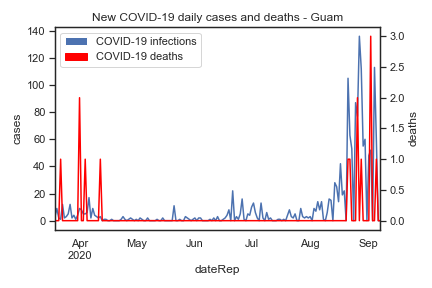 New COVID-19 daily cases and deaths - Guam
COVID-19 infections
COVID-19 deaths
140
120
100
80
60
40
20
0
cases
3.0
2.5
2.0
1.5
1.0
0.5
0.0
deaths
Apr May Jun Jul Aug Sep
2020
dateRep